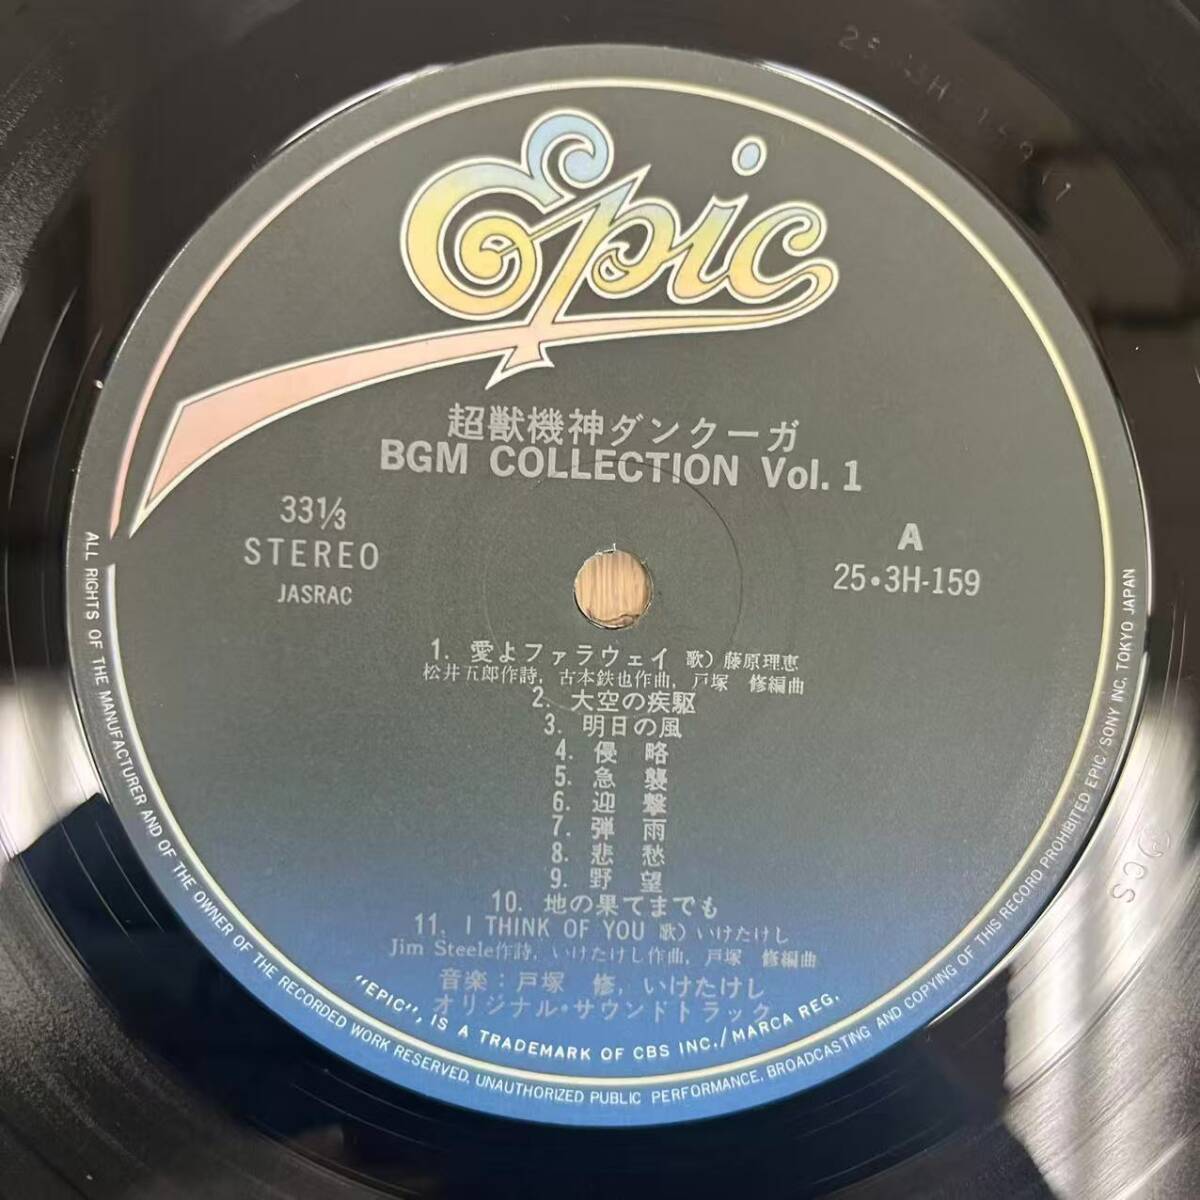 Epic
超獣機神ダンクーガ
BGM COLLECTION Vol. 1
33⅓
STEREO
JASRAC
A
25・3H-159
1. 愛よファラウェイ 歌) 藤原理恵
松井五郎作詩, 古本鉄也作曲, 戸塚 修編曲
2. 大空の疾駆
3. 明日の風
4. 侵略
5. 急襲
6. 迎撃
7. 弾雨
8. 悲愁
9. 野望
10. 地の果てまでも
11. I THINK OF YOU 歌) いけたけし
Jim Steele作詩, いけたけし作曲, 戸塚 修編曲
音楽:戸塚 修, いけたけし
オリジナル・サウンドトラック
"EPIC", IS A TRADEMARK OF CBS INC./MARCA REG.
ALL RIGHTS OF THE MANUFACTURER AND OF THE OWNER OF THE RECORDED WORK RESERVED. UNAUTHORIZED PUBLIC PERFORMANCE, BROADCASTING AND COPYING OF THIS RECORD PROHIBITED EPIC/SONY INC. TOKYO JAPAN